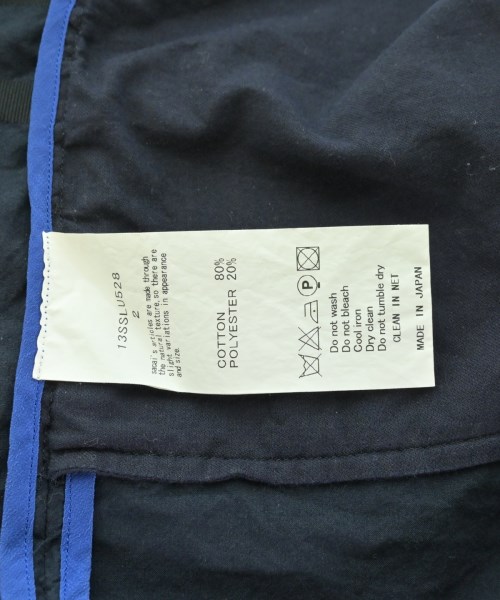 13SSLU528
2
sacai's articles are made through
the natural texture, so there are
slight variations in appearance
and size.
COTTON 80%
POLYESTER 20%
P
Do not wash
Do not bleach
Cool iron
Dry clean
Do not tumble dry
CLEAN IN NET
MADE IN JAPAN